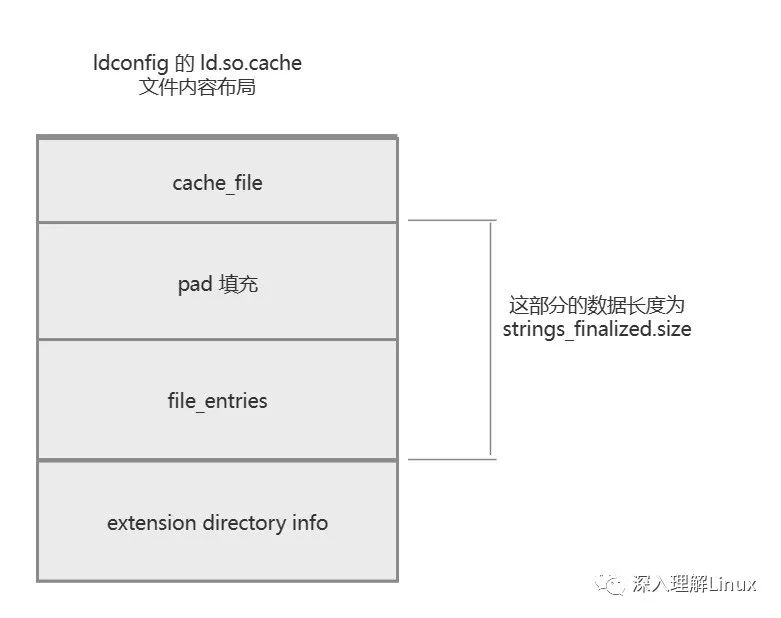 ldconfig 的 ld.so.cache
文件内容布局
cache_file
pad 填充
file_entries
extension directory info
这部分的数据长度为
strings_finalized.size
深入理解Linux